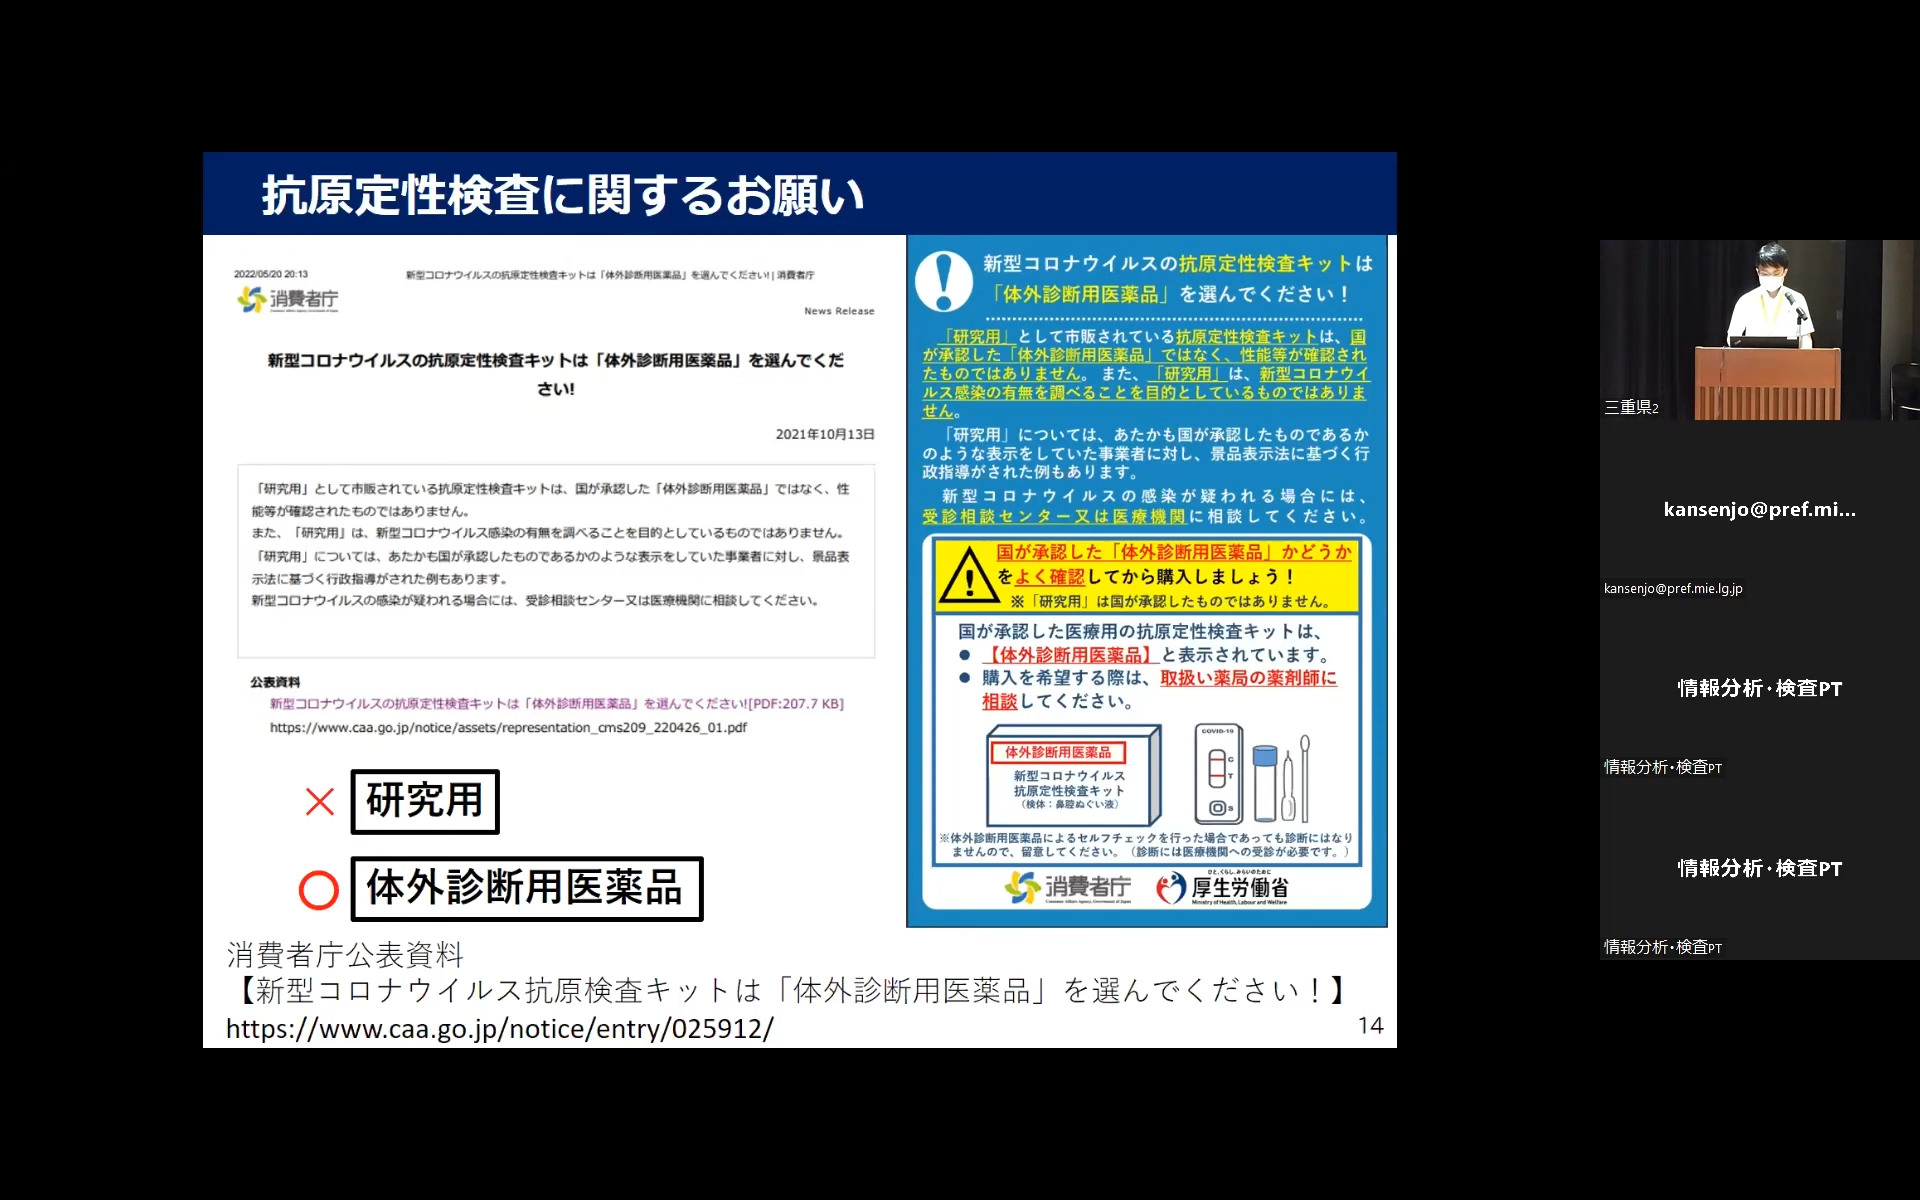 抗原定性検査に関するお願い
2022/05/20 20:13
新型コロナウイルスの抗原定性検査キットは「体外診断用医薬品」を選んでください! | 消費者庁
消費者庁
Consumer Affairs Agency, Government of Japan
News Release
新型コロナウイルスの抗原定性検査キットは「体外診断用医薬品」を選んでくだ
さい!
2021年10月13日
「研究用」として市販されている抗原定性検査キットは、国が承認した「体外診断用医薬品」ではなく、性
能等が確認されたものではありません。
また、「研究用」は、新型コロナウイルス感染の有無を調べることを目的としているものではありません。
「研究用」については、あたかも国が承認したものであるかのような表示をしていた事業者に対し、景品表
示法に基づく行政指導がされた例もあります。
新型コロナウイルスの感染が疑われる場合には、受診相談センター又は医療機関に相談してください。
公表資料
新型コロナウイルスの抗原定性検査キットは「体外診断用医薬品」を選んでください![PDF:207.7 KB]
https://www.caa.go.jp/notice/assets/representation_cms209_220426_01.pdf
× 研究用
○ 体外診断用医薬品
消費者庁公表資料
【新型コロナウイルス抗原検査キットは「体外診断用医薬品」を選んでください！】
https://www.caa.go.jp/notice/entry/025912/
14
新型コロナウイルスの抗原定性検査キットは
「体外診断用医薬品」を選んでください！
「研究用」として市販されている抗原定性検査キットは、国
が承認した「体外診断用医薬品」ではなく、性能等が確認され
たものではありません。また、「研究用」は、新型コロナウイ
ルス感染の有無を調べることを目的としているものではありま
せん。
「研究用」については、あたかも国が承認したものであるか
のような表示をしていた事業者に対し、景品表示法に基づく行
政指導がされた例もあります。
新型コロナウイルスの感染が疑われる場合には、
受診相談センター又は医療機関に相談してください。
国が承認した「体外診断用医薬品」かどうか
をよく確認してから購入しましょう！
※「研究用」は国が承認したものではありません。
国が承認した医療用の抗原定性検査キットは、
● 【体外診断用医薬品】と表示されています。
● 購入を希望する際は、取扱い薬局の薬剤師に
相談してください。
体外診断用医薬品
新型コロナウイルス
抗原定性検査キット
（検体：鼻腔ぬぐい液）
COVID-19
C
T
S
※体外診断用医薬品によるセルフチェックを行った場合であっても診断にはなり
ませんので、留意してください。（診断には医療機関への受診が必要です。）
消費者庁
Consumer Affairs Agency, Government of Japan
ひと、くらし、みらいのために
厚生労働省
Ministry of Health, Labour and Welfare
三重県2
kansenjo@pref.mi...
kansenjo@pref.mie.lg.jp
情報分析・検査PT
情報分析・検査PT
情報分析・検査PT
情報分析・検査PT